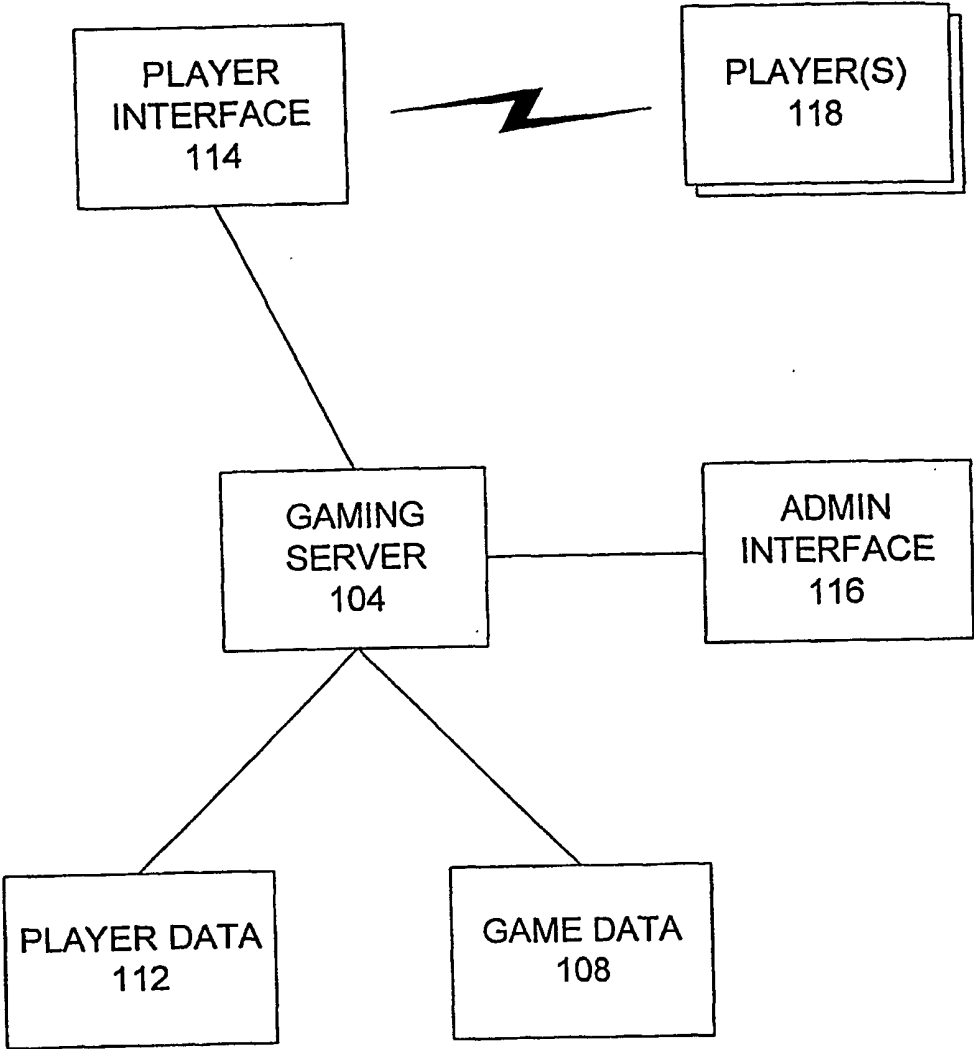 PLAYER
INTERFACE
114
PLAYER(S)
118
GAMING
SERVER
104
ADMIN
INTERFACE
116
PLAYER DATA
112
GAME DATA
108